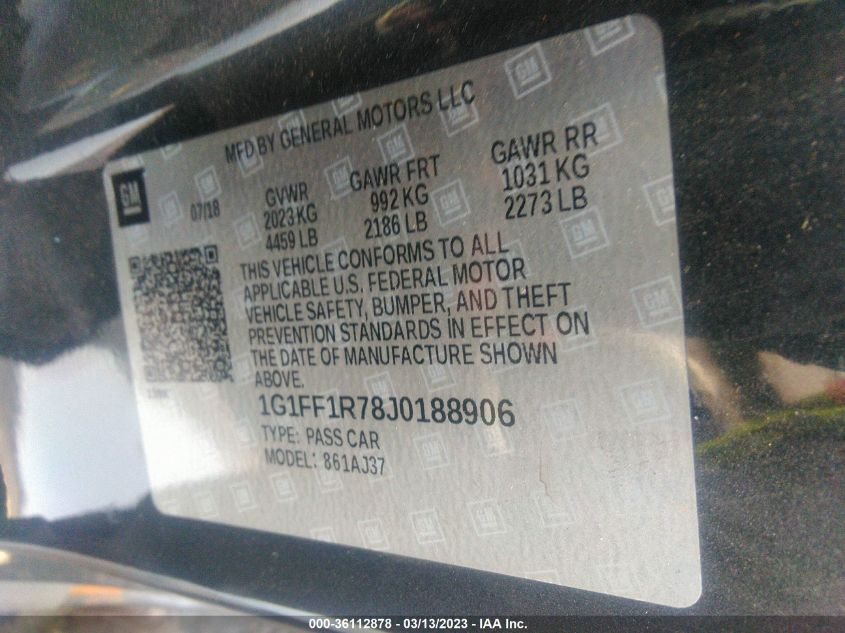 MFD BY GENERAL MOTORS LLC
GM
07/18
GVWR
2023 KG
4459 LB
GAWR FRT
992 KG
2186 LB
GAWR RR
1031 KG
2273 LB
THIS VEHICLE CONFORMS TO ALL
APPLICABLE U.S. FEDERAL MOTOR
VEHICLE SAFETY, BUMPER, AND THEFT
PREVENTION STANDARDS IN EFFECT ON
THE DATE OF MANUFACTURE SHOWN
ABOVE.
1G1FF1R78J0188906
TYPE: PASS CAR
MODEL: 861AJ37
000-36112878 - 03/13/2023 - IAA Inc.